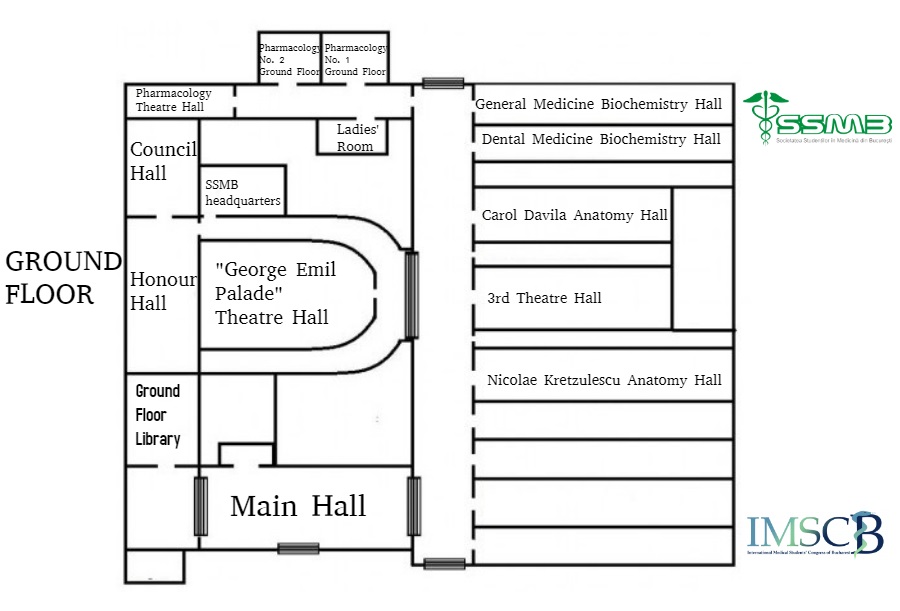 Pharmacology
No. 2
Ground Floor
Pharmacology
No. 1
Ground Floor
Pharmacology
Theatre Hall
General Medicine Biochemistry Hall
SSMB
Societatea Studenților în Medicină din București
Ladies'
Room
Dental Medicine Biochemistry Hall
Council
Hall
SSMB
headquarters
Carol Davila Anatomy Hall
GROUND
FLOOR
Honour
Hall
"George Emil
Palade"
Theatre Hall
3rd Theatre Hall
Ground
Floor
Library
Nicolae Kretzulescu Anatomy Hall
Main Hall
IMSCB
International Medical Students' Congress of Bucharest